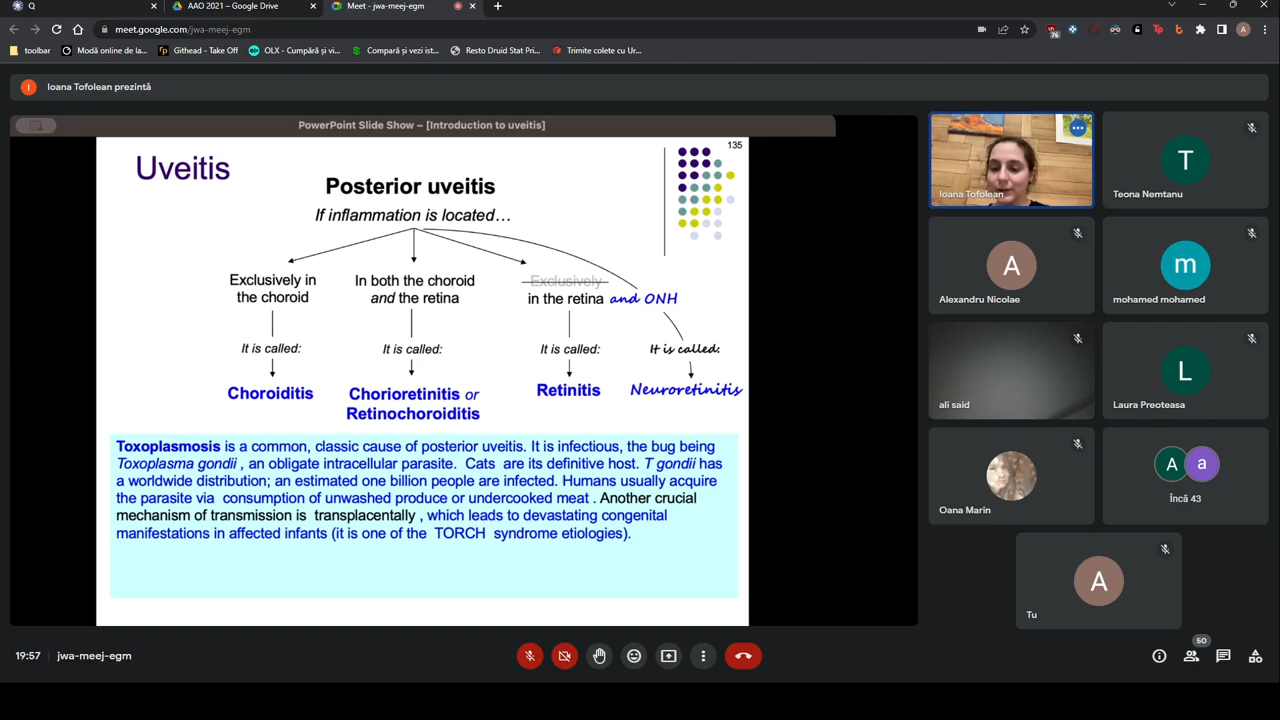 Q
AAO 2021 – Google Drive
Meet - jwa-meej-egm
meet.google.com/jwa-meej-egm
76
A
toolbar
Modă online de la...
Githead - Take Off
OLX - Cumpără și vi...
Compară și vezi ist...
Resto Druid Stat Pri...
Trimite colete cu Ur...
I
Ioana Tofolean prezintă
PowerPoint Slide Show – [Introduction to uveitis]
135
Uveitis
Posterior uveitis
If inflammation is located…
Exclusively in
the choroid
In both the choroid
and the retina
Exclusively
in the retina and ONH
It is called:
It is called:
It is called:
It is called:
Choroiditis
Chorioretinitis or
Retinochoroiditis
Retinitis
Neuroretinitis
Toxoplasmosis is a common, classic cause of posterior uveitis. It is infectious, the bug being
Toxoplasma gondii , an obligate intracellular parasite. Cats are its definitive host. T gondii has
a worldwide distribution; an estimated one billion people are infected. Humans usually acquire
the parasite via consumption of unwashed produce or undercooked meat . Another crucial
mechanism of transmission is transplacentally , which leads to devastating congenital
manifestations in affected infants (it is one of the TORCH syndrome etiologies).
Ioana Tofolean
T
Teona Nemtanu
A
Alexandru Nicolae
m
mohamed mohamed
ali said
L
Laura Preoteasa
Oana Marin
A
a
Încă 43
A
Tu
19:57
jwa-meej-egm
50